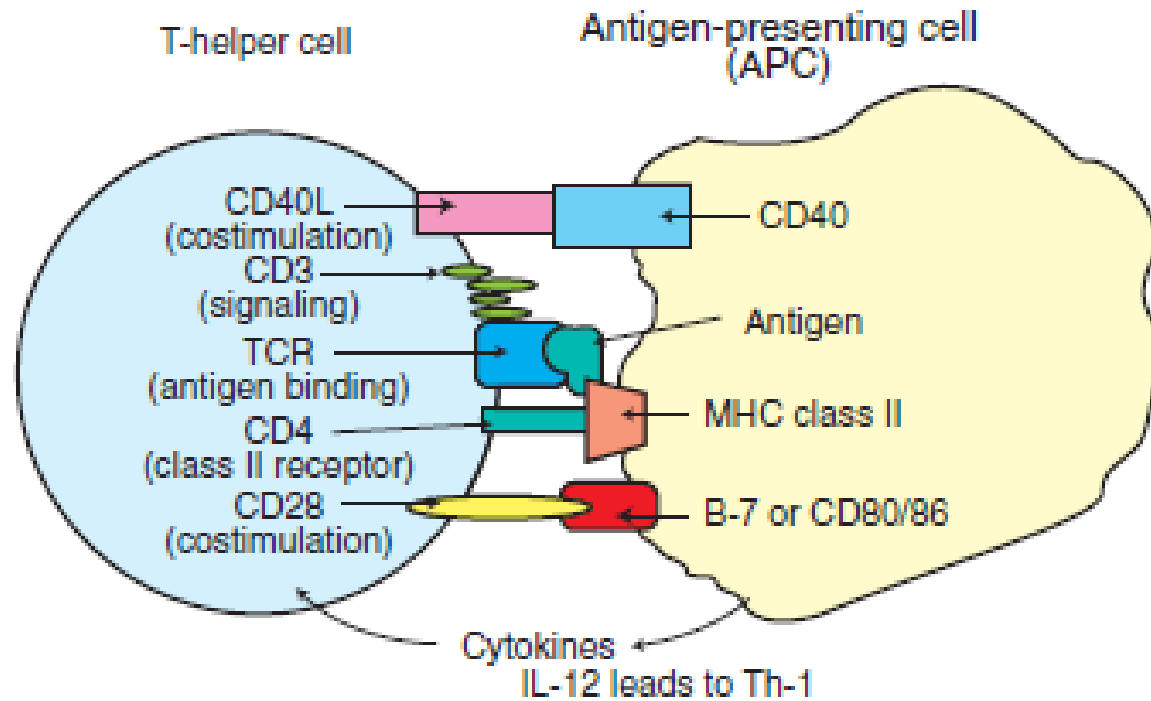 T-helper cell
Antigen-presenting cell
(APC)
CD40L
(costimulation)
CD3
(signaling)
TCR
(antigen binding)
CD4
(class II receptor)
CD28
(costimulation)
CD40
Antigen
MHC class II
B-7 or CD80/86
Cytokines
IL-12 leads to Th-1